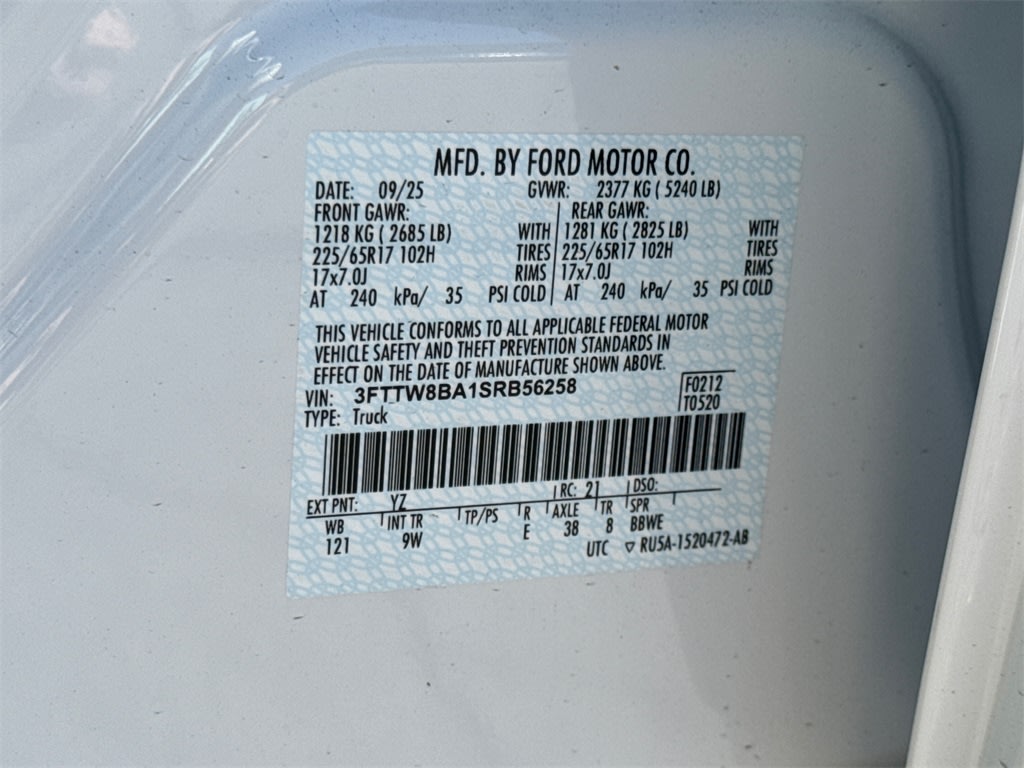 MFD. BY FORD MOTOR CO.
DATE: 09/25 GVWR: 2377 KG ( 5240 LB)
FRONT GAWR: REAR GAWR:
1218 KG ( 2685 LB) WITH 1281 KG ( 2825 LB) WITH
225/65R17 102H TIRES 225/65R17 102H TIRES
17x7.0J RIMS 17x7.0J RIMS
AT 240 kPa/ 35 PSI COLD AT 240 kPa/ 35 PSI COLD
THIS VEHICLE CONFORMS TO ALL APPLICABLE FEDERAL MOTOR
VEHICLE SAFETY AND THEFT PREVENTION STANDARDS IN
EFFECT ON THE DATE OF MANUFACTURE SHOWN ABOVE.
VIN: 3FTTW8BA1SRB56258 F0212
TYPE: Truck T0520
EXT PNT: YZ RC: 21 DSO:
WB INT TR TP/PS R AXLE TR SPR
121 9W E 38 8 BBWE
UTC ▽ RU5A-1520472-AB